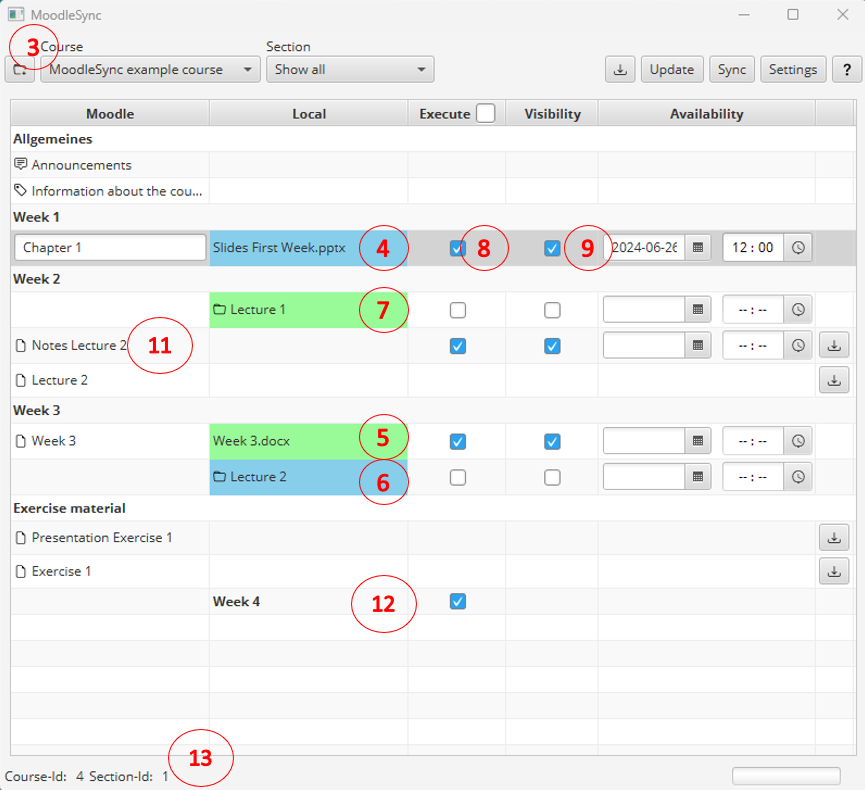 MoodleSync
3
Course
Section
MoodleSync example course
Show all
Update
Sync
Settings
?
Moodle
Local
Execute
Visibility
Availability
Allgemeines
Announcements
Information about the cou...
Week 1
Chapter 1
Slides First Week.pptx
4
8
9
2024-06-26
12 : 00
Week 2
Lecture 1
7
-- : --
Notes Lecture 2
11
-- : --
Lecture 2
Week 3
Week 3
Week 3.docx
5
-- : --
Lecture 2
6
-- : --
Exercise material
Presentation Exercise 1
Exercise 1
Week 4
12
13
Course-Id: 4 Section-Id: 1